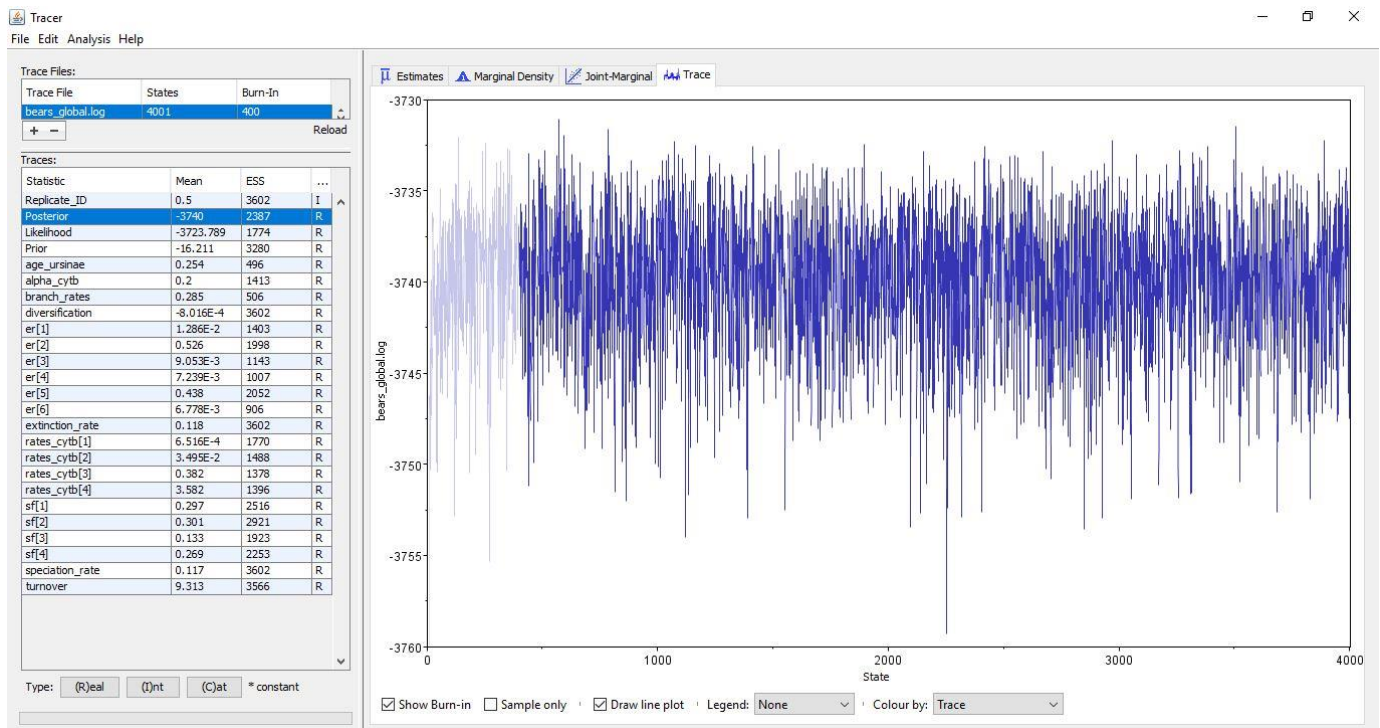 Tracer
File Edit Analysis Help
Trace Files:
Trace File States Burn-In
bears_global.log 4001 400
+ − Reload
Traces:
Statistic Mean ESS ...
Replicate_ID 0.5 3602 I
Posterior -3740 2387 R
Likelihood -3723.789 1774 R
Prior -16.211 3280 R
age_ursinae 0.254 496 R
alpha_cytb 0.2 1413 R
branch_rates 0.285 506 R
diversification -8.016E-4 3602 R
er[1] 1.286E-2 1403 R
er[2] 0.526 1998 R
er[3] 9.053E-3 1143 R
er[4] 7.239E-3 1007 R
er[5] 0.438 2052 R
er[6] 6.778E-3 906 R
extinction_rate 0.118 3602 R
rates_cytb[1] 6.516E-4 1770 R
rates_cytb[2] 3.495E-2 1488 R
rates_cytb[3] 0.382 1378 R
rates_cytb[4] 3.582 1396 R
sf[1] 0.297 2516 R
sf[2] 0.301 2921 R
sf[3] 0.133 1923 R
sf[4] 0.269 2253 R
speciation_rate 0.117 3602 R
turnover 9.313 3566 R
Type: (R)eal (I)nt (C)at * constant
Estimates Marginal Density Joint-Marginal Trace
-3730
-3735
-3740
-3745
-3750
-3755
-3760
bears_global.log
0 1000 2000 3000 4000
State
Show Burn-in Sample only Draw line plot Legend: None Colour by: Trace